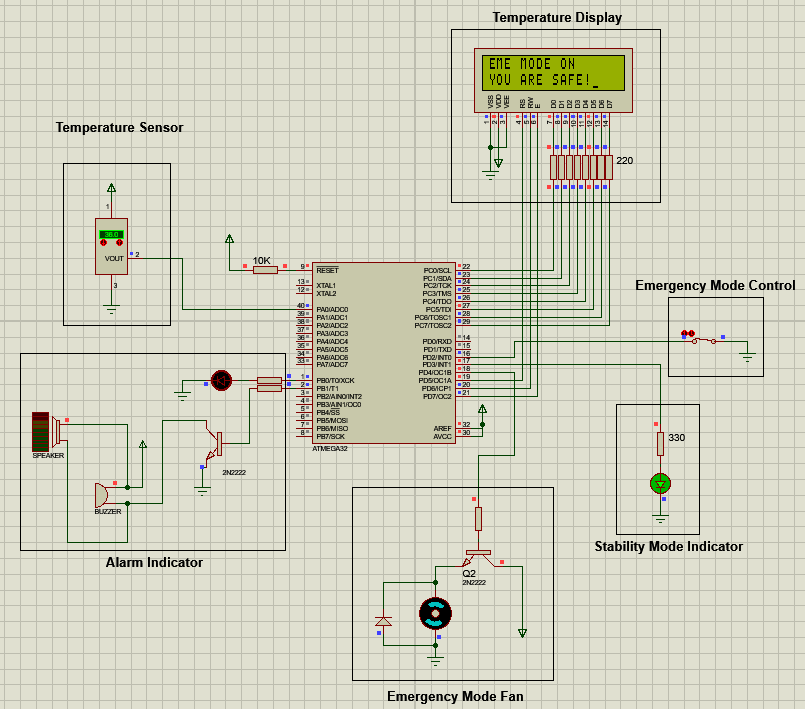 Temperature Display
EME MODE ON
YOU ARE SAFE!_
VSS
VDD
VEE
RS
RW
E
D0
D1
D2
D3
D4
D5
D6
D7
1
2
3
4
5
6
7
8
9
10
11
12
13
14
220
Temperature Sensor
1
VOUT
2
3
10K
9 RESET PC0/SCL 22
PC1/SDA 23
13 XTAL1 PC2/TCK 24
12 XTAL2 PC3/TMS 25
PC4/TDO 26
40 PA0/ADC0 PC5/TDI 27
39 PA1/ADC1 PC6/TOSC1 28
38 PA2/ADC2 PC7/TOSC2 29
37 PA3/ADC3
36 PA4/ADC4 PD0/RXD 14
35 PA5/ADC5 PD1/TXD 15
34 PA6/ADC6 PD2/INT0 16
33 PA7/ADC7 PD3/INT1 17
PD4/OC1B 18
1 PB0/T0/XCK PD5/OC1A 19
2 PB1/T1 PD6/ICP1 20
3 PB2/AIN0/INT2 PD7/OC2 21
4 PB3/AIN1/OC0
5 PB4/SS
6 PB5/MOSI
7 PB6/MISO AREF 32
8 PB7/SCK AVCC 30
ATMEGA32
Emergency Mode Control
330
Stability Mode Indicator
SPEAKER
BUZZER
2N2222
Alarm Indicator
Q2
2N2222
Emergency Mode Fan